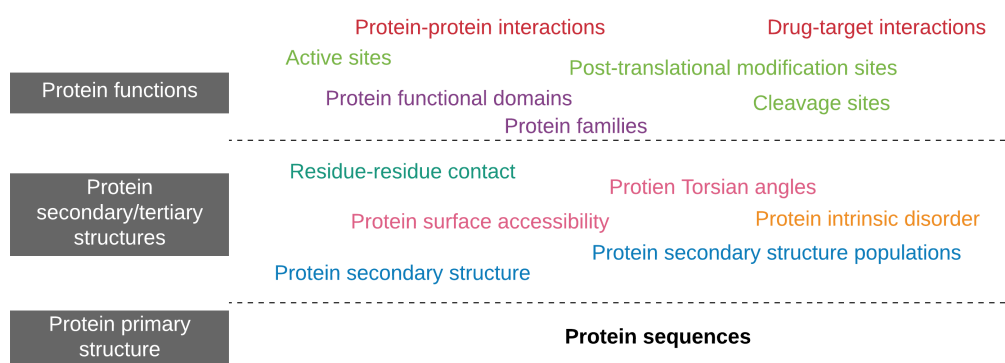 Protein-protein interactions
Drug-target interactions
Active sites
Post-translational modification sites
Protein functions
Protein functional domains
Cleavage sites
Protein families
Residue-residue contact
Protein
secondary/tertiary
structures
Protien Torsian angles
Protein surface accessibility
Protein intrinsic disorder
Protein secondary structure populations
Protein secondary structure
Protein primary
structure
Protein sequences